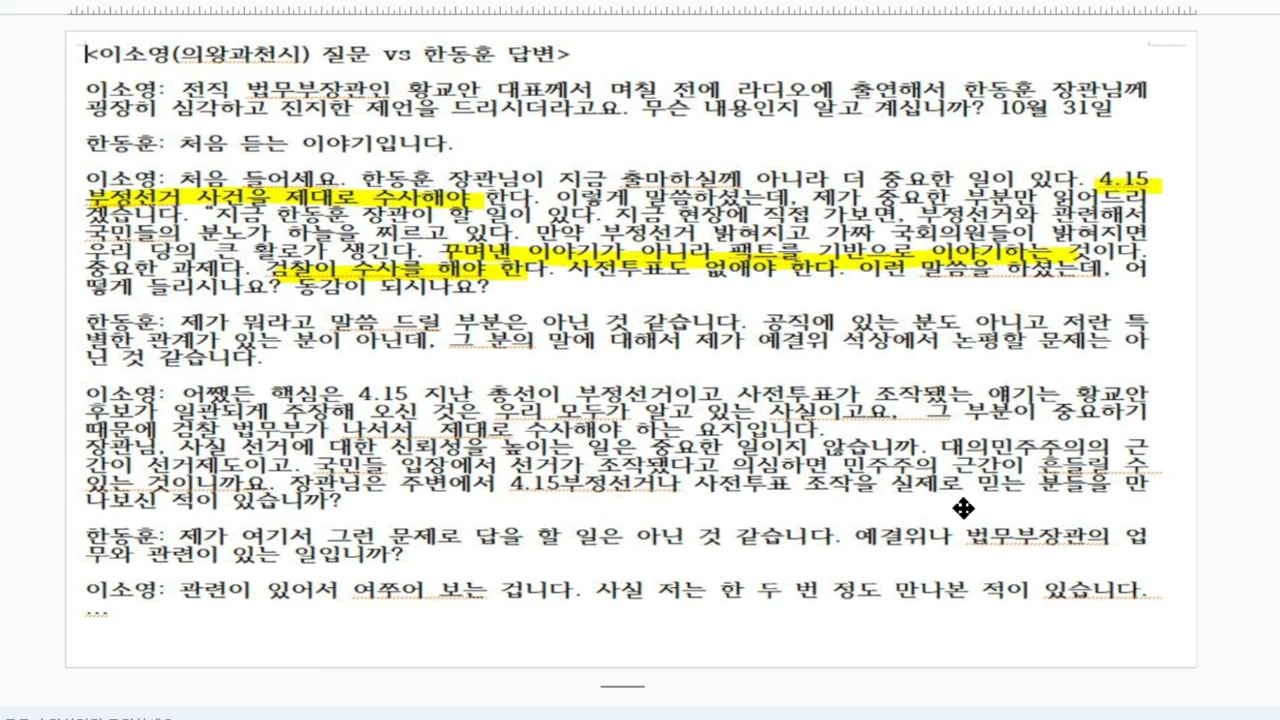 <이소영(의왕과천시) 질문 vs 한동훈 답변>
이소영: 전직 법무부장관인 황교안 대표께서 며칠 전에 라디오에 출연해서 한동훈 장관님께
굉장히 심각하고 진지한 제언을 드리시더라고요. 무슨 내용인지 알고 계십니까? 10월 31일
한동훈: 처음 듣는 이야기입니다.
이소영: 처음 들어세요. 한동훈 장관님이 지금 출마하실께 아니라 더 중요한 일이 있다. 4.15
부정선거 사건을 제대로 수사해야 한다. 이렇게 말씀하셨는데, 제가 중요한 부분만 읽어드리
겠습니다. “지금 한동훈 장관이 할 일이 있다. 지금 현장에 직접 가보면, 부정선거와 관련해서
국민들의 분노가 하늘을 찌르고 있다. 만약 부정선거 밝혀지고 가짜 국회의원들이 밝혀지면
우리 당의 큰 활로가 생긴다. 꾸며낸 이야기가 아니라 팩트를 기반으로 이야기하는 것이다.
중요한 과제다. 검찰이 수사를 해야 한다. 사전투표도 없애야 한다. 이런 말씀을 하셨는데, 어
떻게 들리시나요? 동감이 되시나요?
한동훈: 제가 뭐라고 말씀 드릴 부분은 아닌 것 같습니다. 공직에 있는 분도 아니고 저란 특
별한 관계가 있는 분이 아닌데, 그 분의 말에 대해서 제가 예결위 석상에서 논평할 문제는 아
닌 것 같습니다.
이소영: 어쨌든 핵심은 4.15 지난 총선이 부정선거이고 사전투표가 조작됐는 얘기는 황교안
후보가 일관되게 주장해 오신 것은 우리 모두가 알고 있는 사실이고요, 그 부분이 중요하기
때문에 검찰 법무부가 나서서 제대로 수사해야 하는 요지입니다.
장관님, 사실 선거에 대한 신뢰성을 높이는 일은 중요한 일이지 않습니까. 대의민주주의의 근
간이 선거제도이고. 국민들 입장에서 선거가 조작됐다고 의심하면 민주주의 근간이 흔들릴 수
있는 것이니까요. 장관님은 주변에서 4.15부정선거나 사전투표 조작을 실제로 믿는 분들을 만
나보신 적이 있습니까?
한동훈: 제가 여기서 그런 문제로 답을 할 일은 아닌 것 같습니다. 예결위나 법무부장관의 업
무와 관련이 있는 일입니까?
이소영: 관련이 있어서 여쭈어 보는 겁니다. 사실 저는 한 두 번 정도 만나본 적이 있습니다.
...